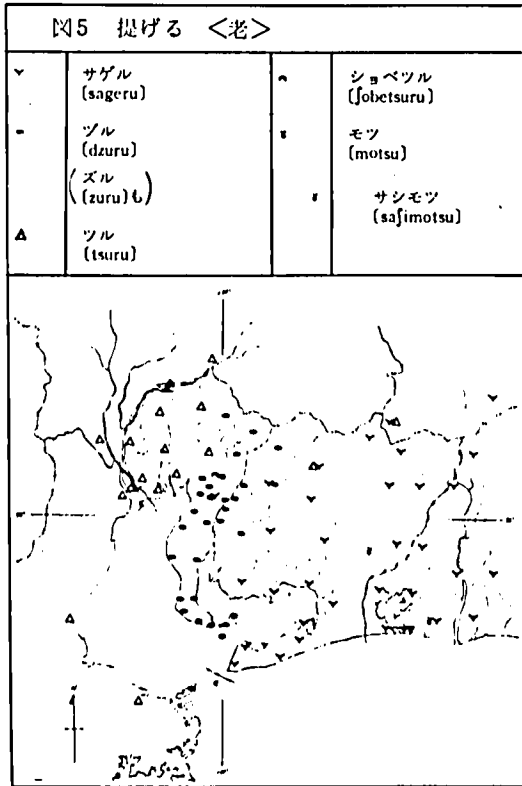 図5 提げる <老>
サゲル
[sageru]
ヅル
[dzuru]
(ズル
[zuru]も)
ツル
[tsuru]
ショベツル
[ʃobetsuru]
モツ
[motsu]
サシモツ
[saʃimotsu]